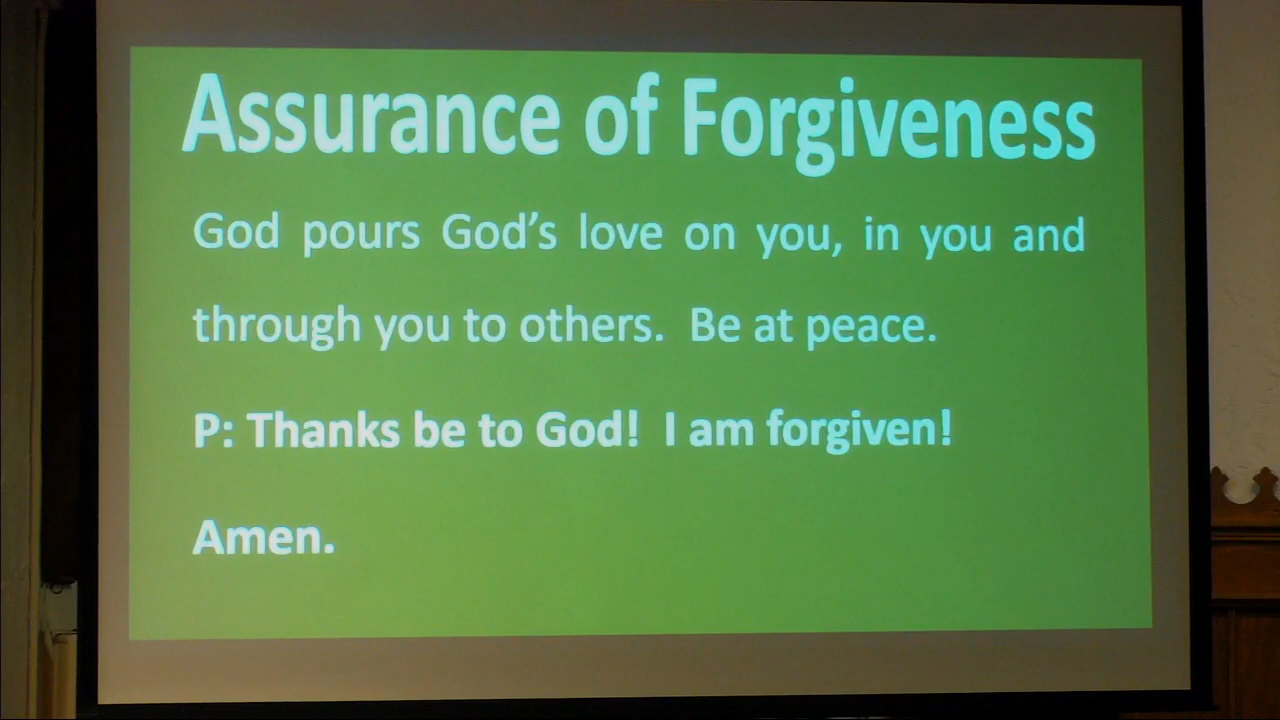 Assurance of Forgiveness
God pours God's love on you, in you and
through you to others.  Be at peace.
P: Thanks be to God!  I am forgiven!
Amen.